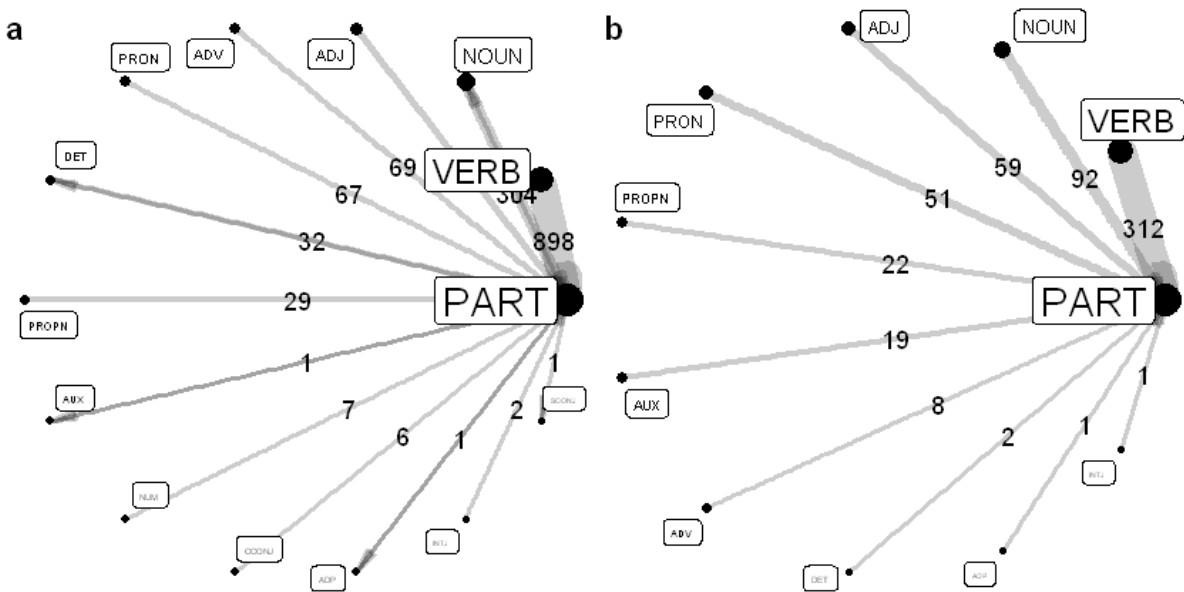 a
ADV
ADJ
NOUN
PRON
DET
VERB
69
304
67
32
898
PART
29
PROPN
1
1
AUX
7
2
SCONJ
6
1
NUM
CCONJ
INTJ
ADP
b
ADJ
NOUN
PRON
VERB
59
92
51
PROPN
312
22
PART
19
AUX
1
8
1
2
INTJ
ADV
DET
ADP